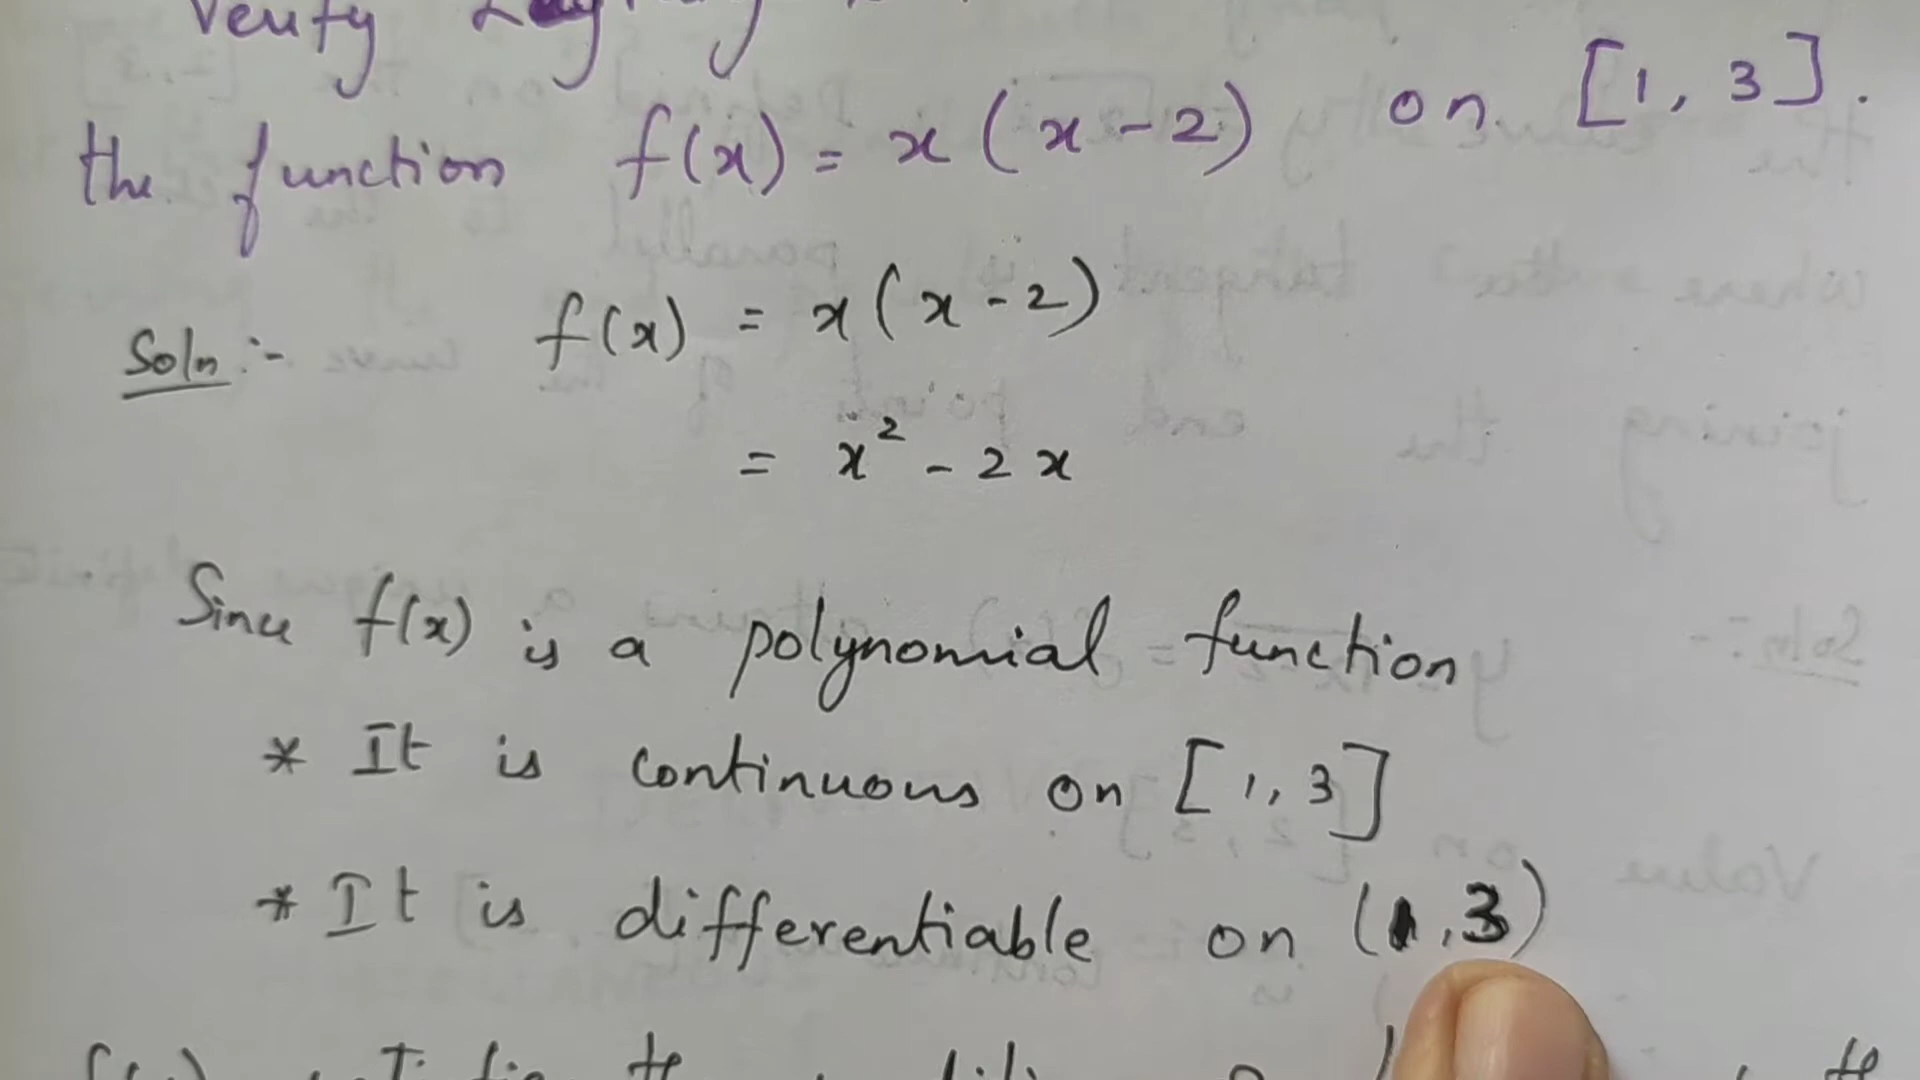 Verify
the function f(x) = x(x-2) on [1, 3].
Soln :- f(x) = x(x-2)
= x² - 2x
Since f(x) is a polynomial function
* It is continuous on [1, 3]
* It is differentiable on (1, 3)